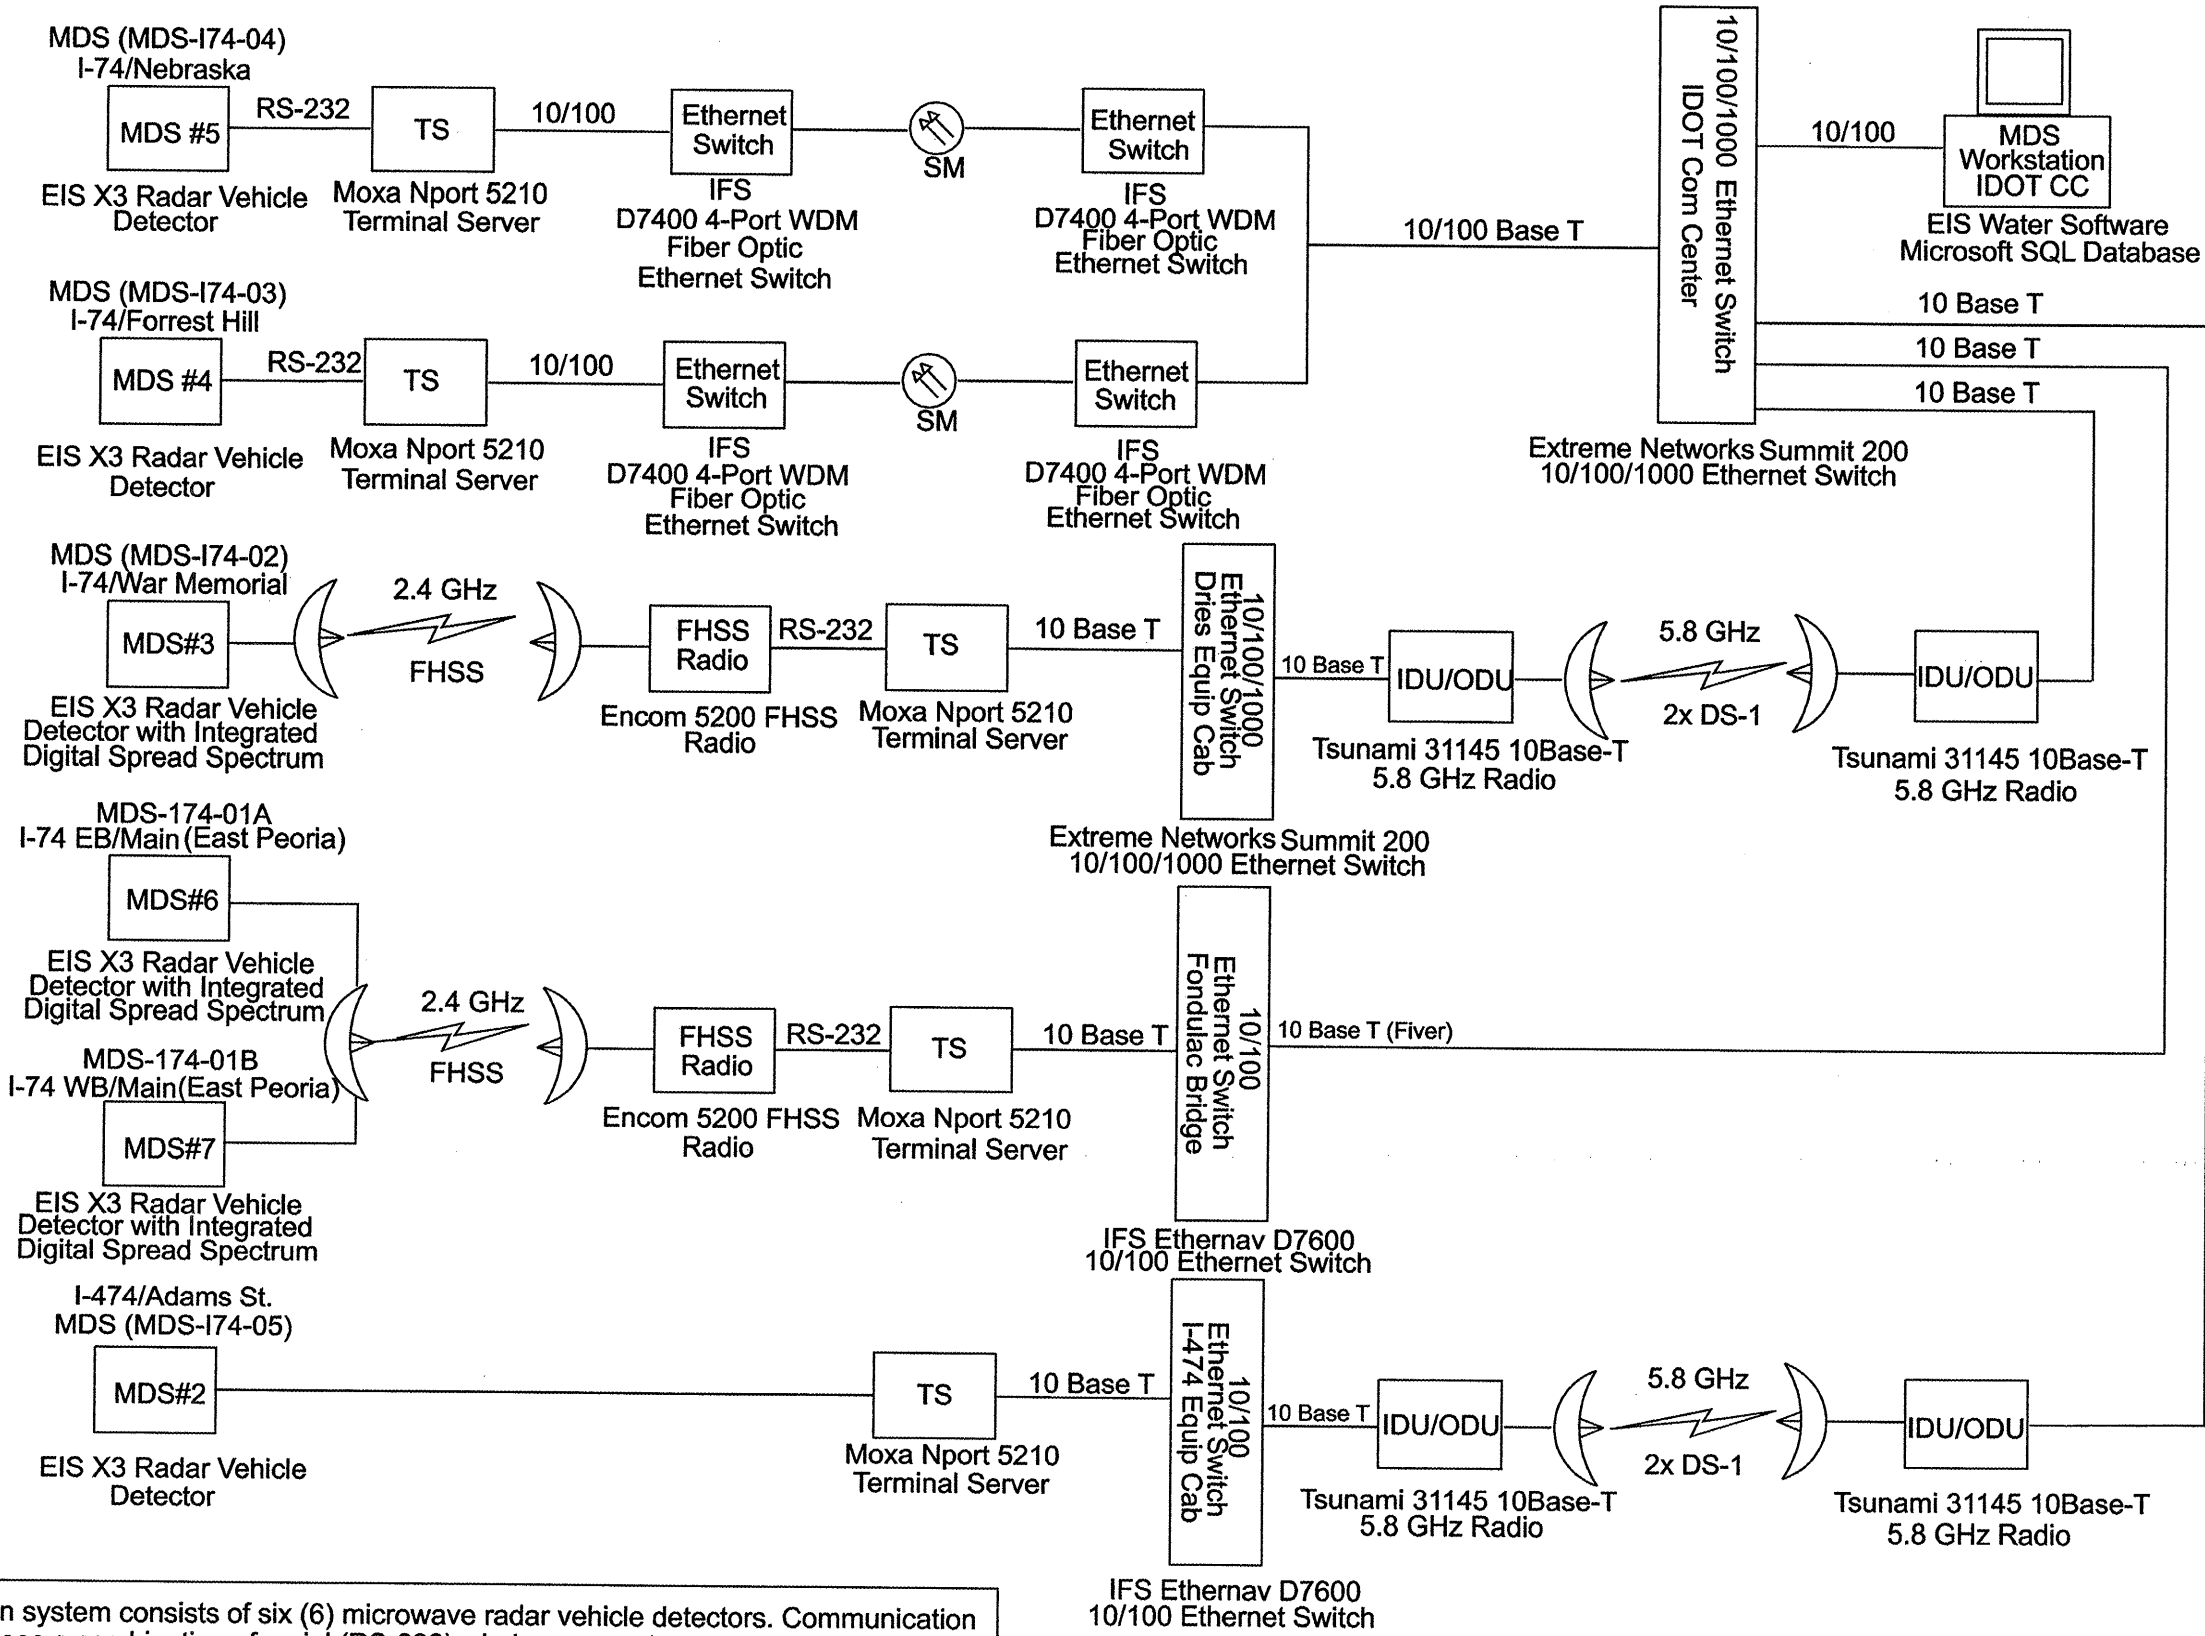 MDS (MDS-I74-04)
I-74/Nebraska
MDS #5
RS-232
TS
10/100
Ethernet
Switch
SM
Ethernet
Switch
EIS X3 Radar Vehicle
Detector
Moxa Nport 5210
Terminal Server
IFS
D7400 4-Port WDM
Fiber Optic
Ethernet Switch
IFS
D7400 4-Port WDM
Fiber Optic
Ethernet Switch
10/100 Base T
10/100/1000 Ethernet Switch
IDOT Com Center
10/100
MDS
Workstation
IDOT CC
EIS Water Software
Microsoft SQL Database
10 Base T
10 Base T
10 Base T
Extreme Networks Summit 200
10/100/1000 Ethernet Switch
MDS (MDS-I74-03)
I-74/Forrest Hill
MDS #4
RS-232
TS
10/100
Ethernet
Switch
SM
Ethernet
Switch
EIS X3 Radar Vehicle
Detector
Moxa Nport 5210
Terminal Server
IFS
D7400 4-Port WDM
Fiber Optic
Ethernet Switch
IFS
D7400 4-Port WDM
Fiber Optic
Ethernet Switch
MDS (MDS-I74-02)
I-74/War Memorial
MDS#3
2.4 GHz
FHSS
FHSS
Radio
RS-232
TS
10 Base T
10/100/1000
Ethernet Switch
Dries Equip Cab
10 Base T
IDU/ODU
5.8 GHz
2x DS-1
IDU/ODU
EIS X3 Radar Vehicle
Detector with Integrated
Digital Spread Spectrum
Encom 5200 FHSS
Radio
Moxa Nport 5210
Terminal Server
Tsunami 31145 10Base-T
5.8 GHz Radio
Tsunami 31145 10Base-T
5.8 GHz Radio
Extreme Networks Summit 200
10/100/1000 Ethernet Switch
MDS-174-01A
I-74 EB/Main (East Peoria)
MDS#6
EIS X3 Radar Vehicle
Detector with Integrated
Digital Spread Spectrum
MDS-174-01B
I-74 WB/Main(East Peoria)
MDS#7
EIS X3 Radar Vehicle
Detector with Integrated
Digital Spread Spectrum
2.4 GHz
FHSS
FHSS
Radio
RS-232
TS
10 Base T
10/100
Ethernet Switch
Fondulac Bridge
10 Base T (Fiver)
Encom 5200 FHSS
Radio
Moxa Nport 5210
Terminal Server
IFS Ethernav D7600
10/100 Ethernet Switch
I-474/Adams St.
MDS (MDS-I74-05)
MDS#2
TS
10 Base T
10/100
Ethernet Switch
I-474 Equip Cab
10 Base T
IDU/ODU
5.8 GHz
2x DS-1
IDU/ODU
EIS X3 Radar Vehicle
Detector
Moxa Nport 5210
Terminal Server
Tsunami 31145 10Base-T
5.8 GHz Radio
Tsunami 31145 10Base-T
5.8 GHz Radio
IFS Ethernav D7600
10/100 Ethernet Switch
n system consists of six (6) microwave radar vehicle detectors. Communication